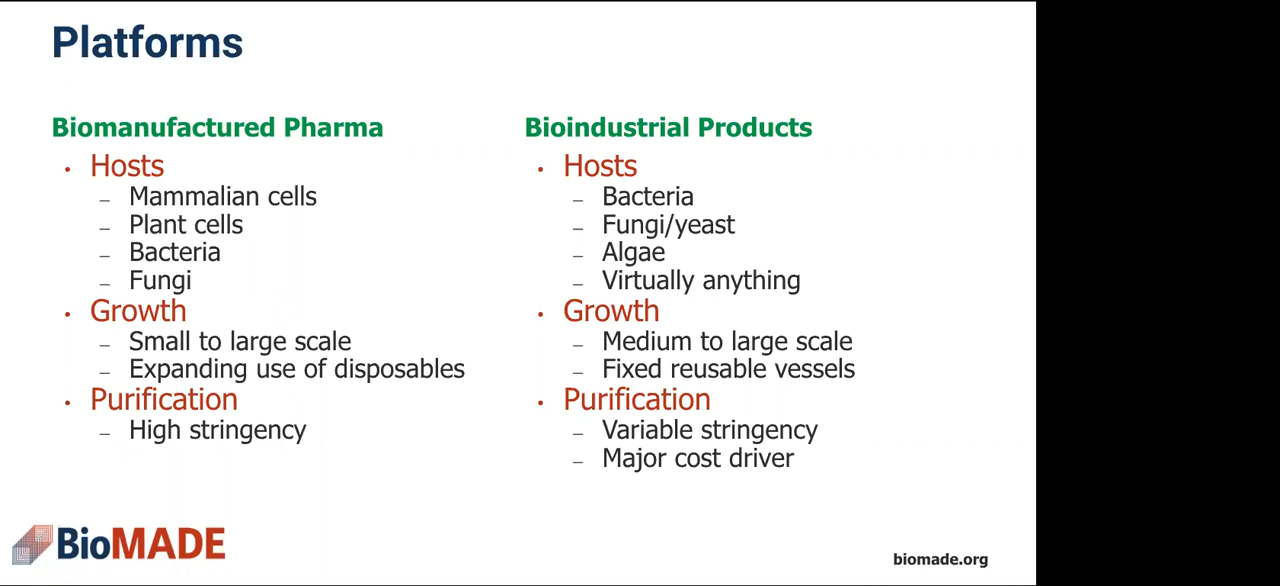 Platforms
Biomanufactured Pharma
• Hosts
– Mammalian cells
– Plant cells
– Bacteria
– Fungi
• Growth
– Small to large scale
– Expanding use of disposables
• Purification
– High stringency
Bioindustrial Products
• Hosts
– Bacteria
– Fungi/yeast
– Algae
– Virtually anything
• Growth
– Medium to large scale
– Fixed reusable vessels
• Purification
– Variable stringency
– Major cost driver
BioMADE
biomade.org